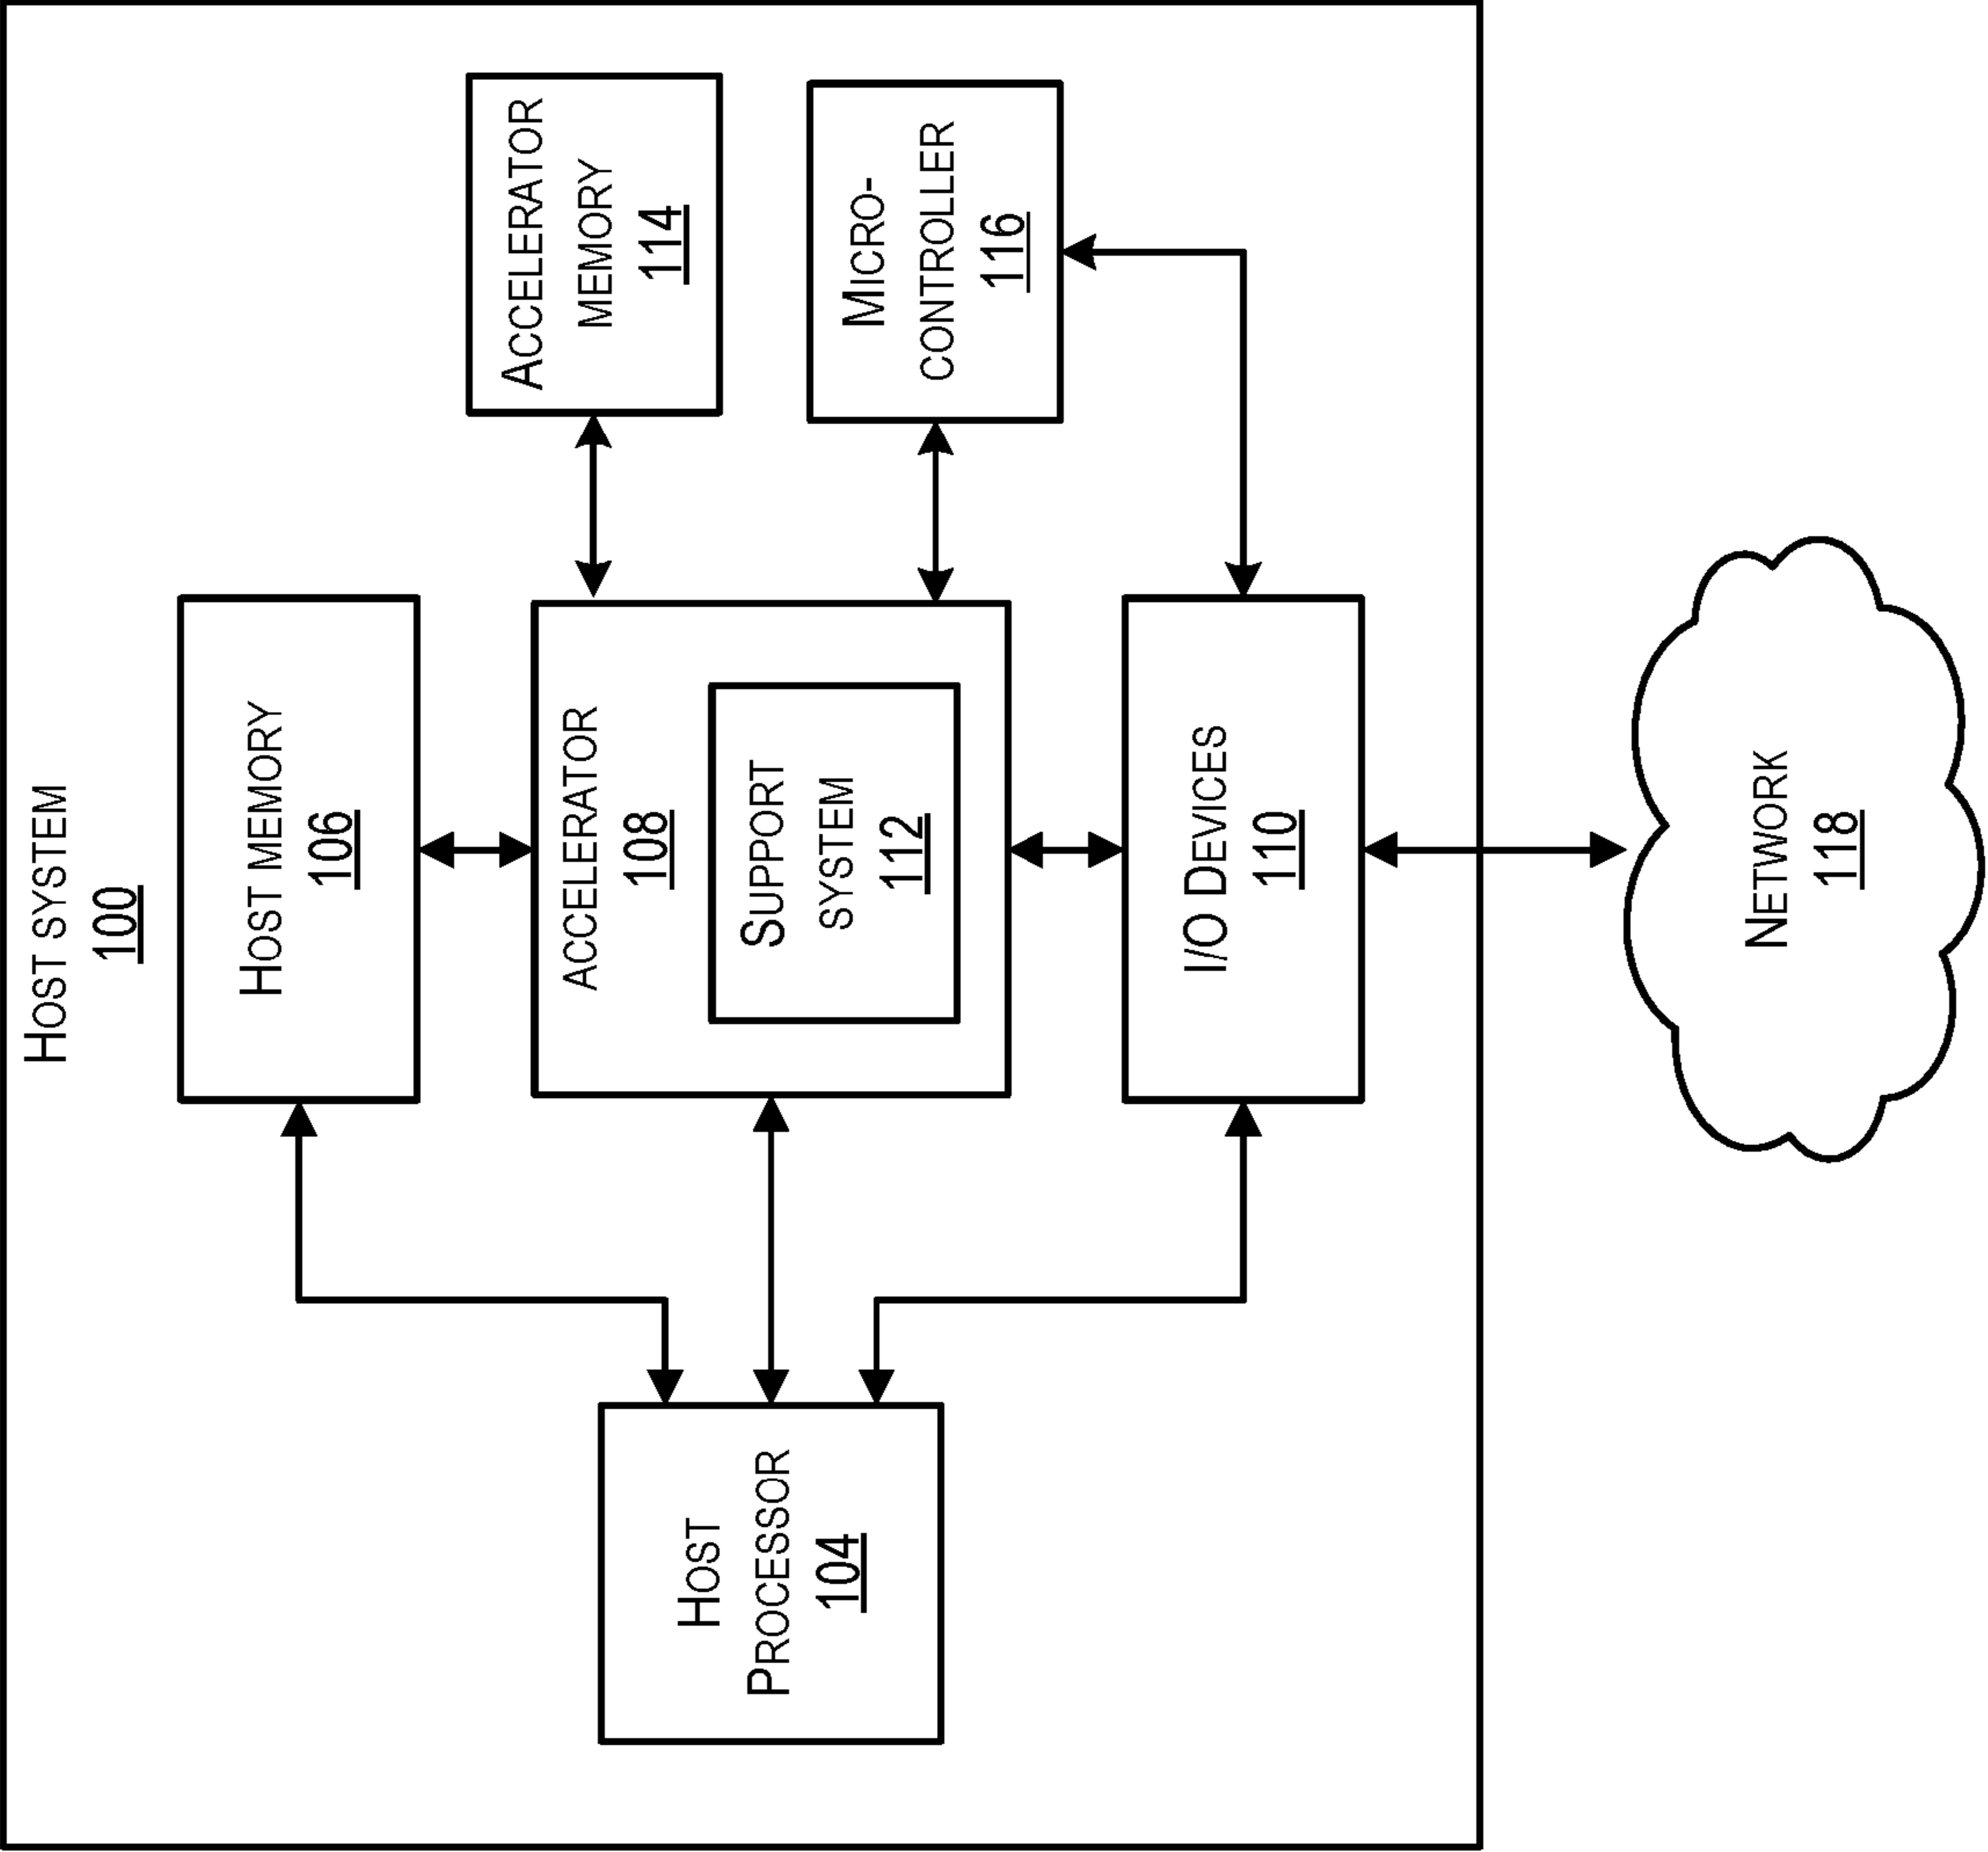 HOST SYSTEM
100
HOST MEMORY
106
HOST
PROCESSOR
104
ACCELERATOR
108
SUPPORT
SYSTEM
112
ACCELERATOR
MEMORY
114
MICRO-
CONTROLLER
116
I/O DEVICES
110
NETWORK
118